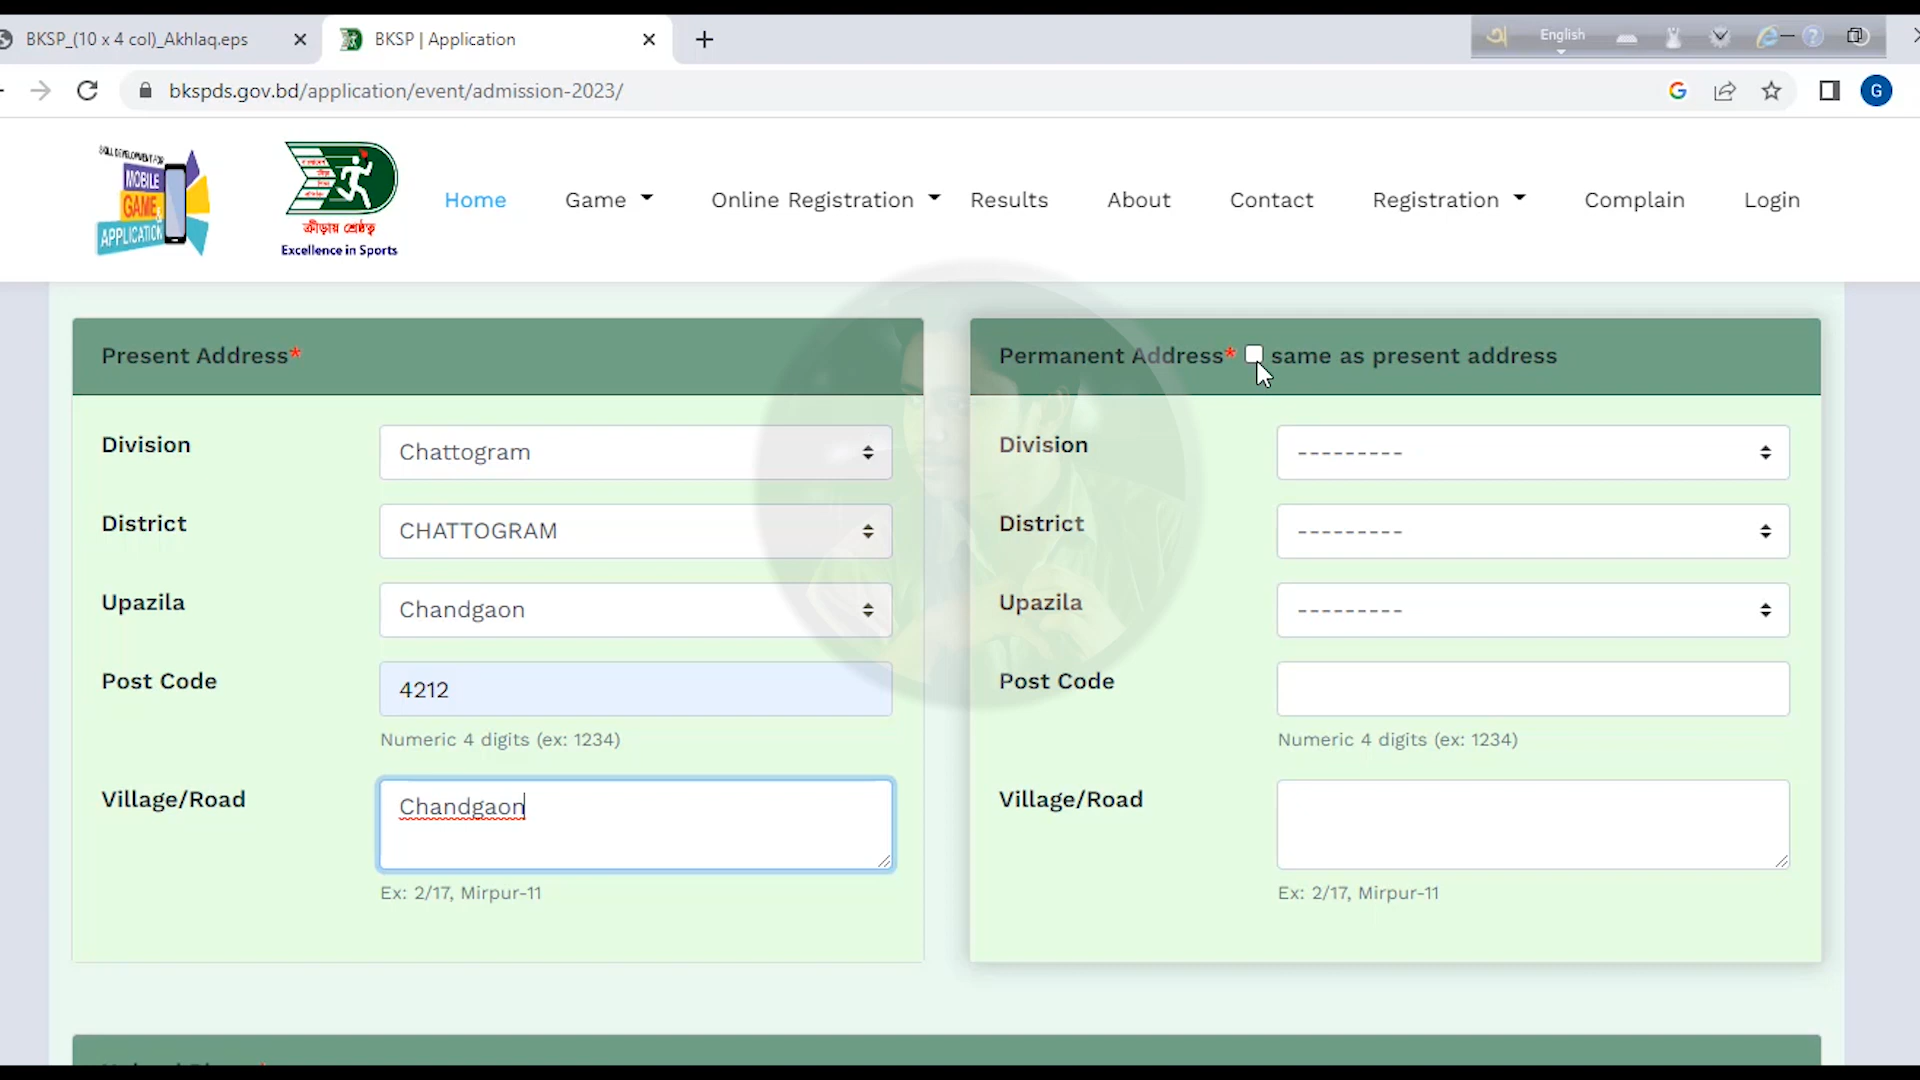 BKSP_(10 x 4 col)_Akhlaq.eps
BKSP | Application
English
bkspds.gov.bd/application/event/admission-2023/
G
SKILL DEVELOPMENT FOR
MOBILE
GAME &
APPLICATION
ক্রীড়ায় শ্রেষ্ঠত্ব
Excellence in Sports
Home
Game
Online Registration
Results
About
Contact
Registration
Complain
Login
Present Address*
Division
Chattogram
District
CHATTOGRAM
Upazila
Chandgaon
Post Code
4212
Numeric 4 digits (ex: 1234)
Village/Road
Chandgaon
Ex: 2/17, Mirpur-11
Permanent Address* same as present address
Division
---------
District
---------
Upazila
---------
Post Code
Numeric 4 digits (ex: 1234)
Village/Road
Ex: 2/17, Mirpur-11